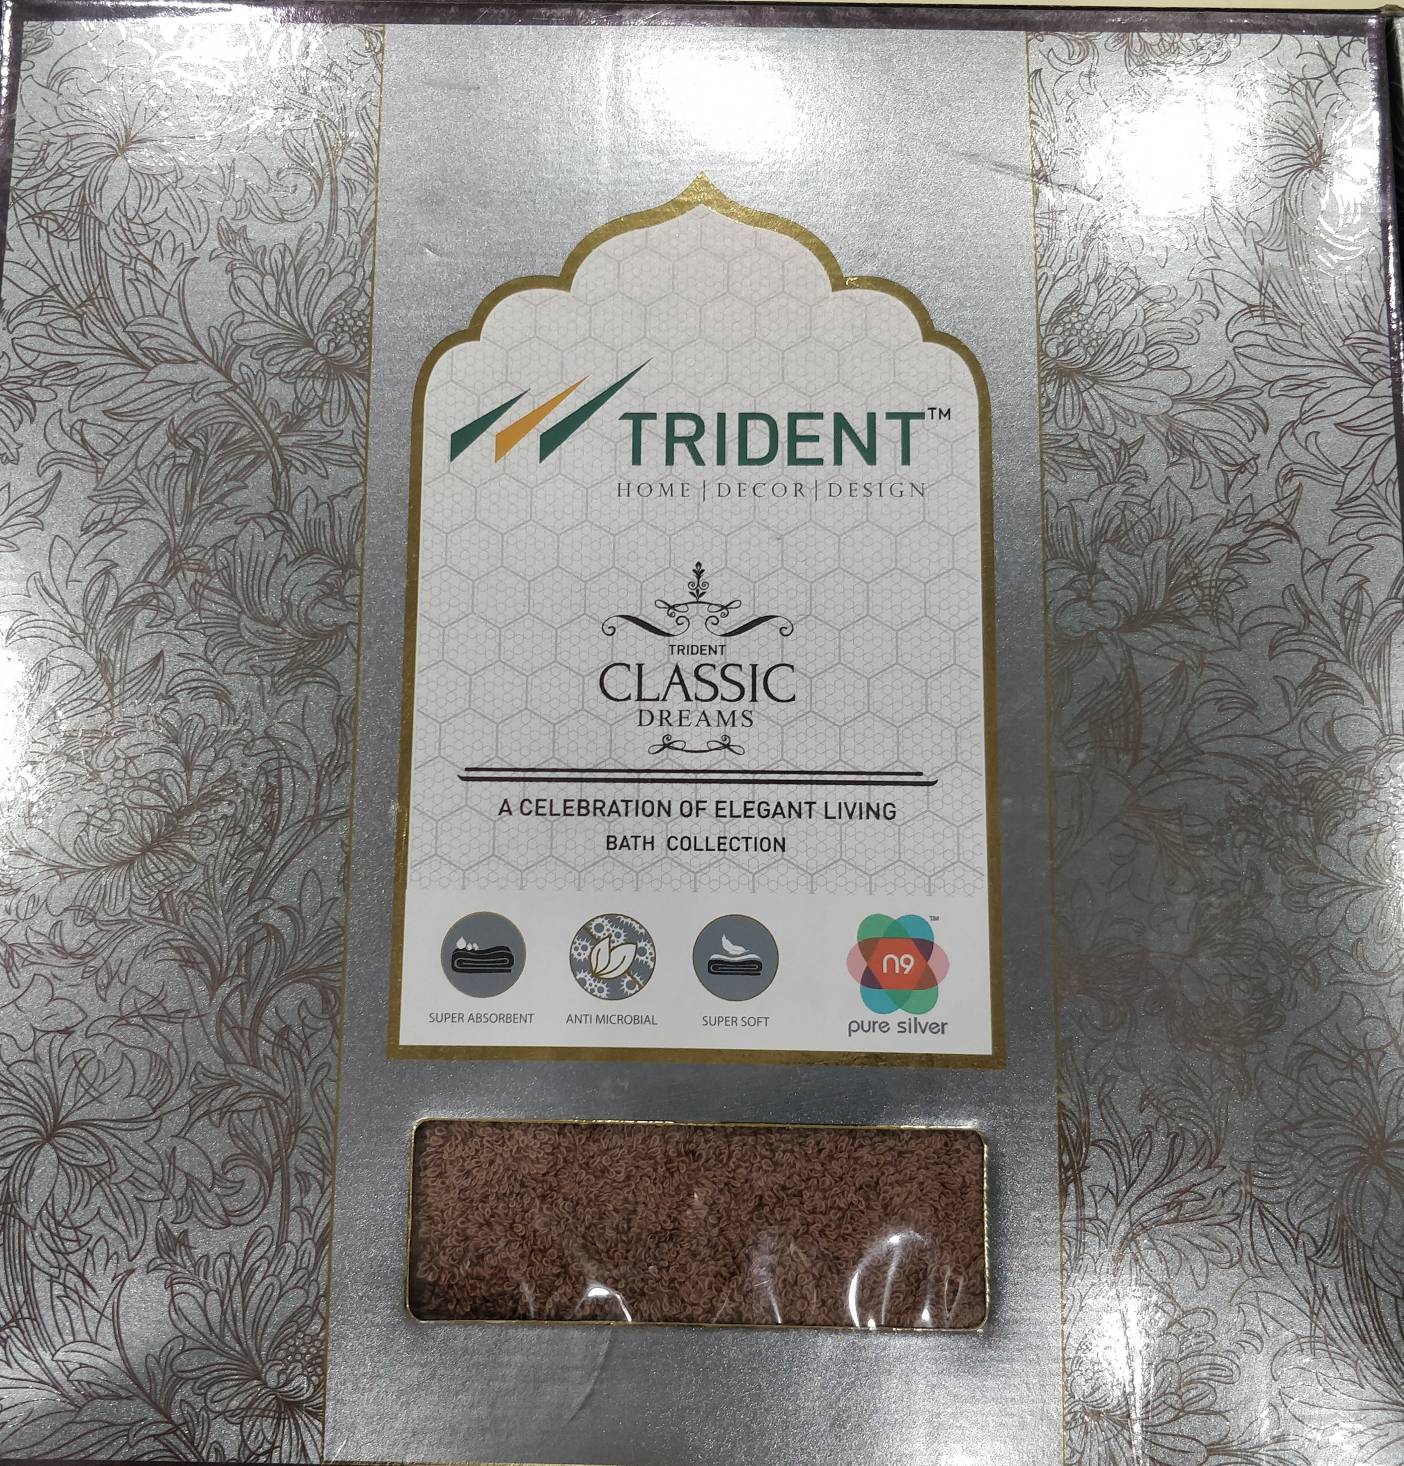 TRIDENT™
HOME | DECOR | DESIGN
TRIDENT
CLASSIC
DREAMS
A CELEBRATION OF ELEGANT LIVING
BATH COLLECTION
SUPER ABSORBENT
ANTI MICROBIAL
SUPER SOFT
n9 ™
pure silver